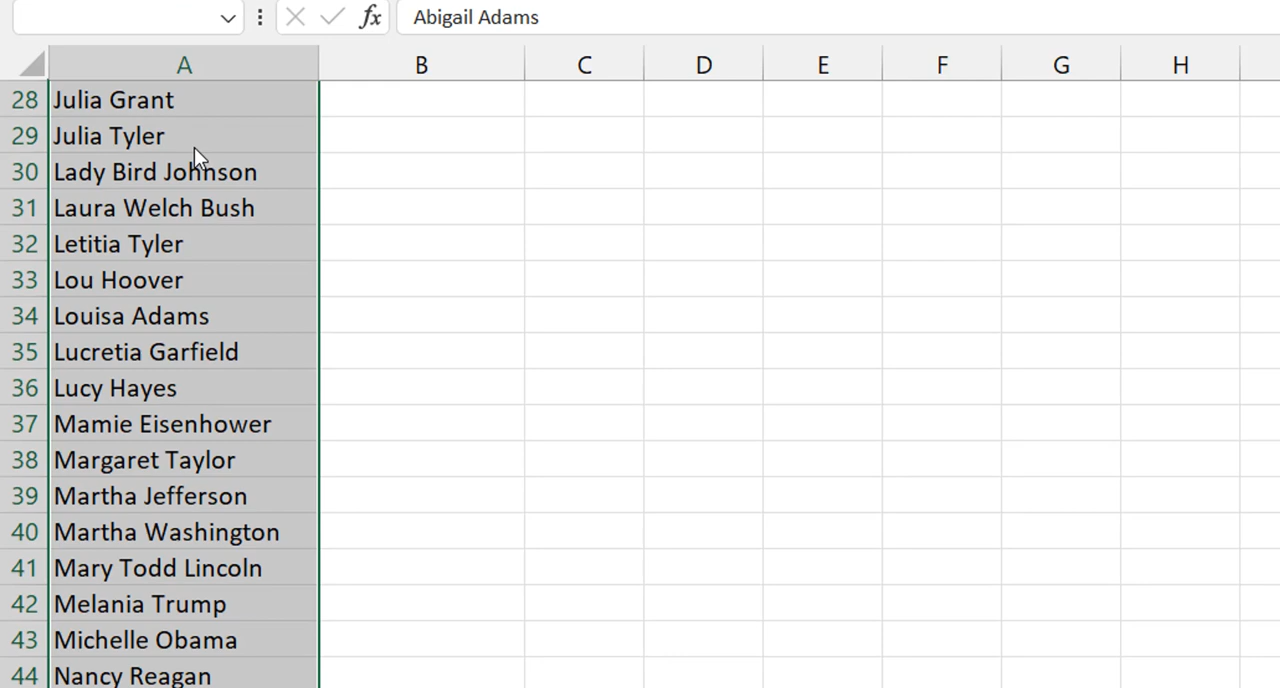 fx Abigail Adams
A B C D E F G H
28 Julia Grant
29 Julia Tyler
30 Lady Bird Johnson
31 Laura Welch Bush
32 Letitia Tyler
33 Lou Hoover
34 Louisa Adams
35 Lucretia Garfield
36 Lucy Hayes
37 Mamie Eisenhower
38 Margaret Taylor
39 Martha Jefferson
40 Martha Washington
41 Mary Todd Lincoln
42 Melania Trump
43 Michelle Obama
44 Nancy Reagan